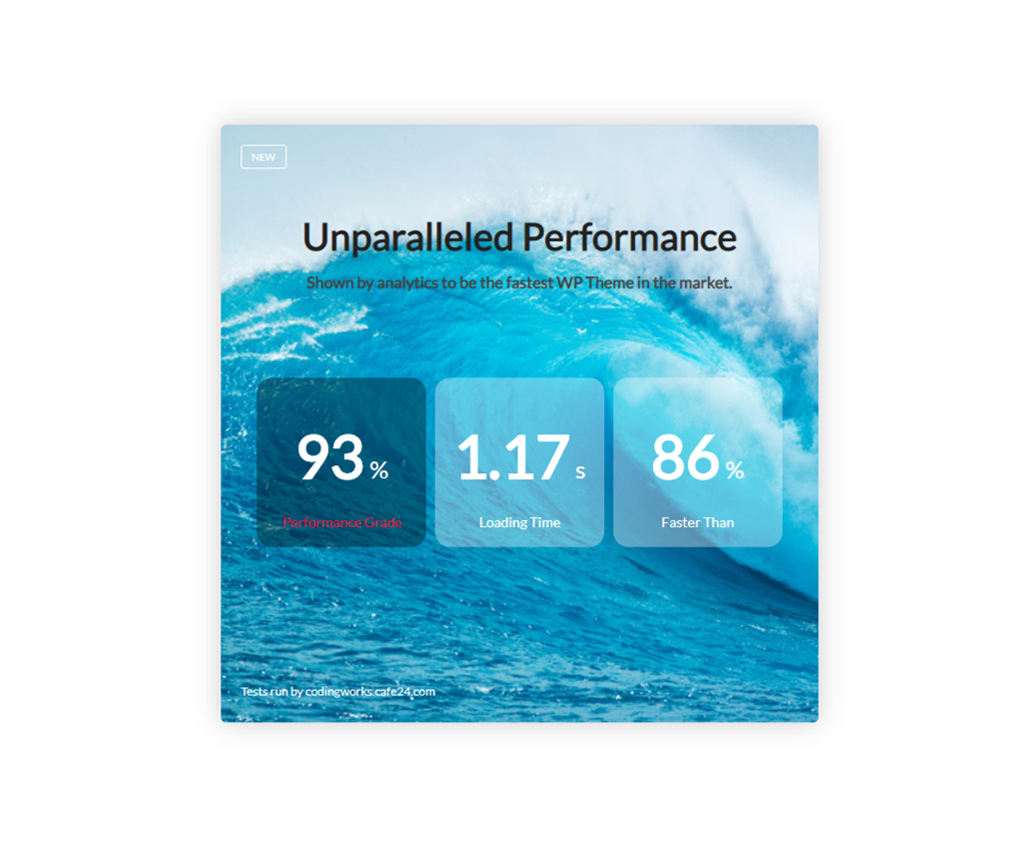 NEW
Unparalleled Performance
Shown by analytics to be the fastest WP Theme in the market.
93 %
Performance Grade
1.17 s
Loading Time
86 %
Faster Than
Tests run by codingworks.cafe24.com